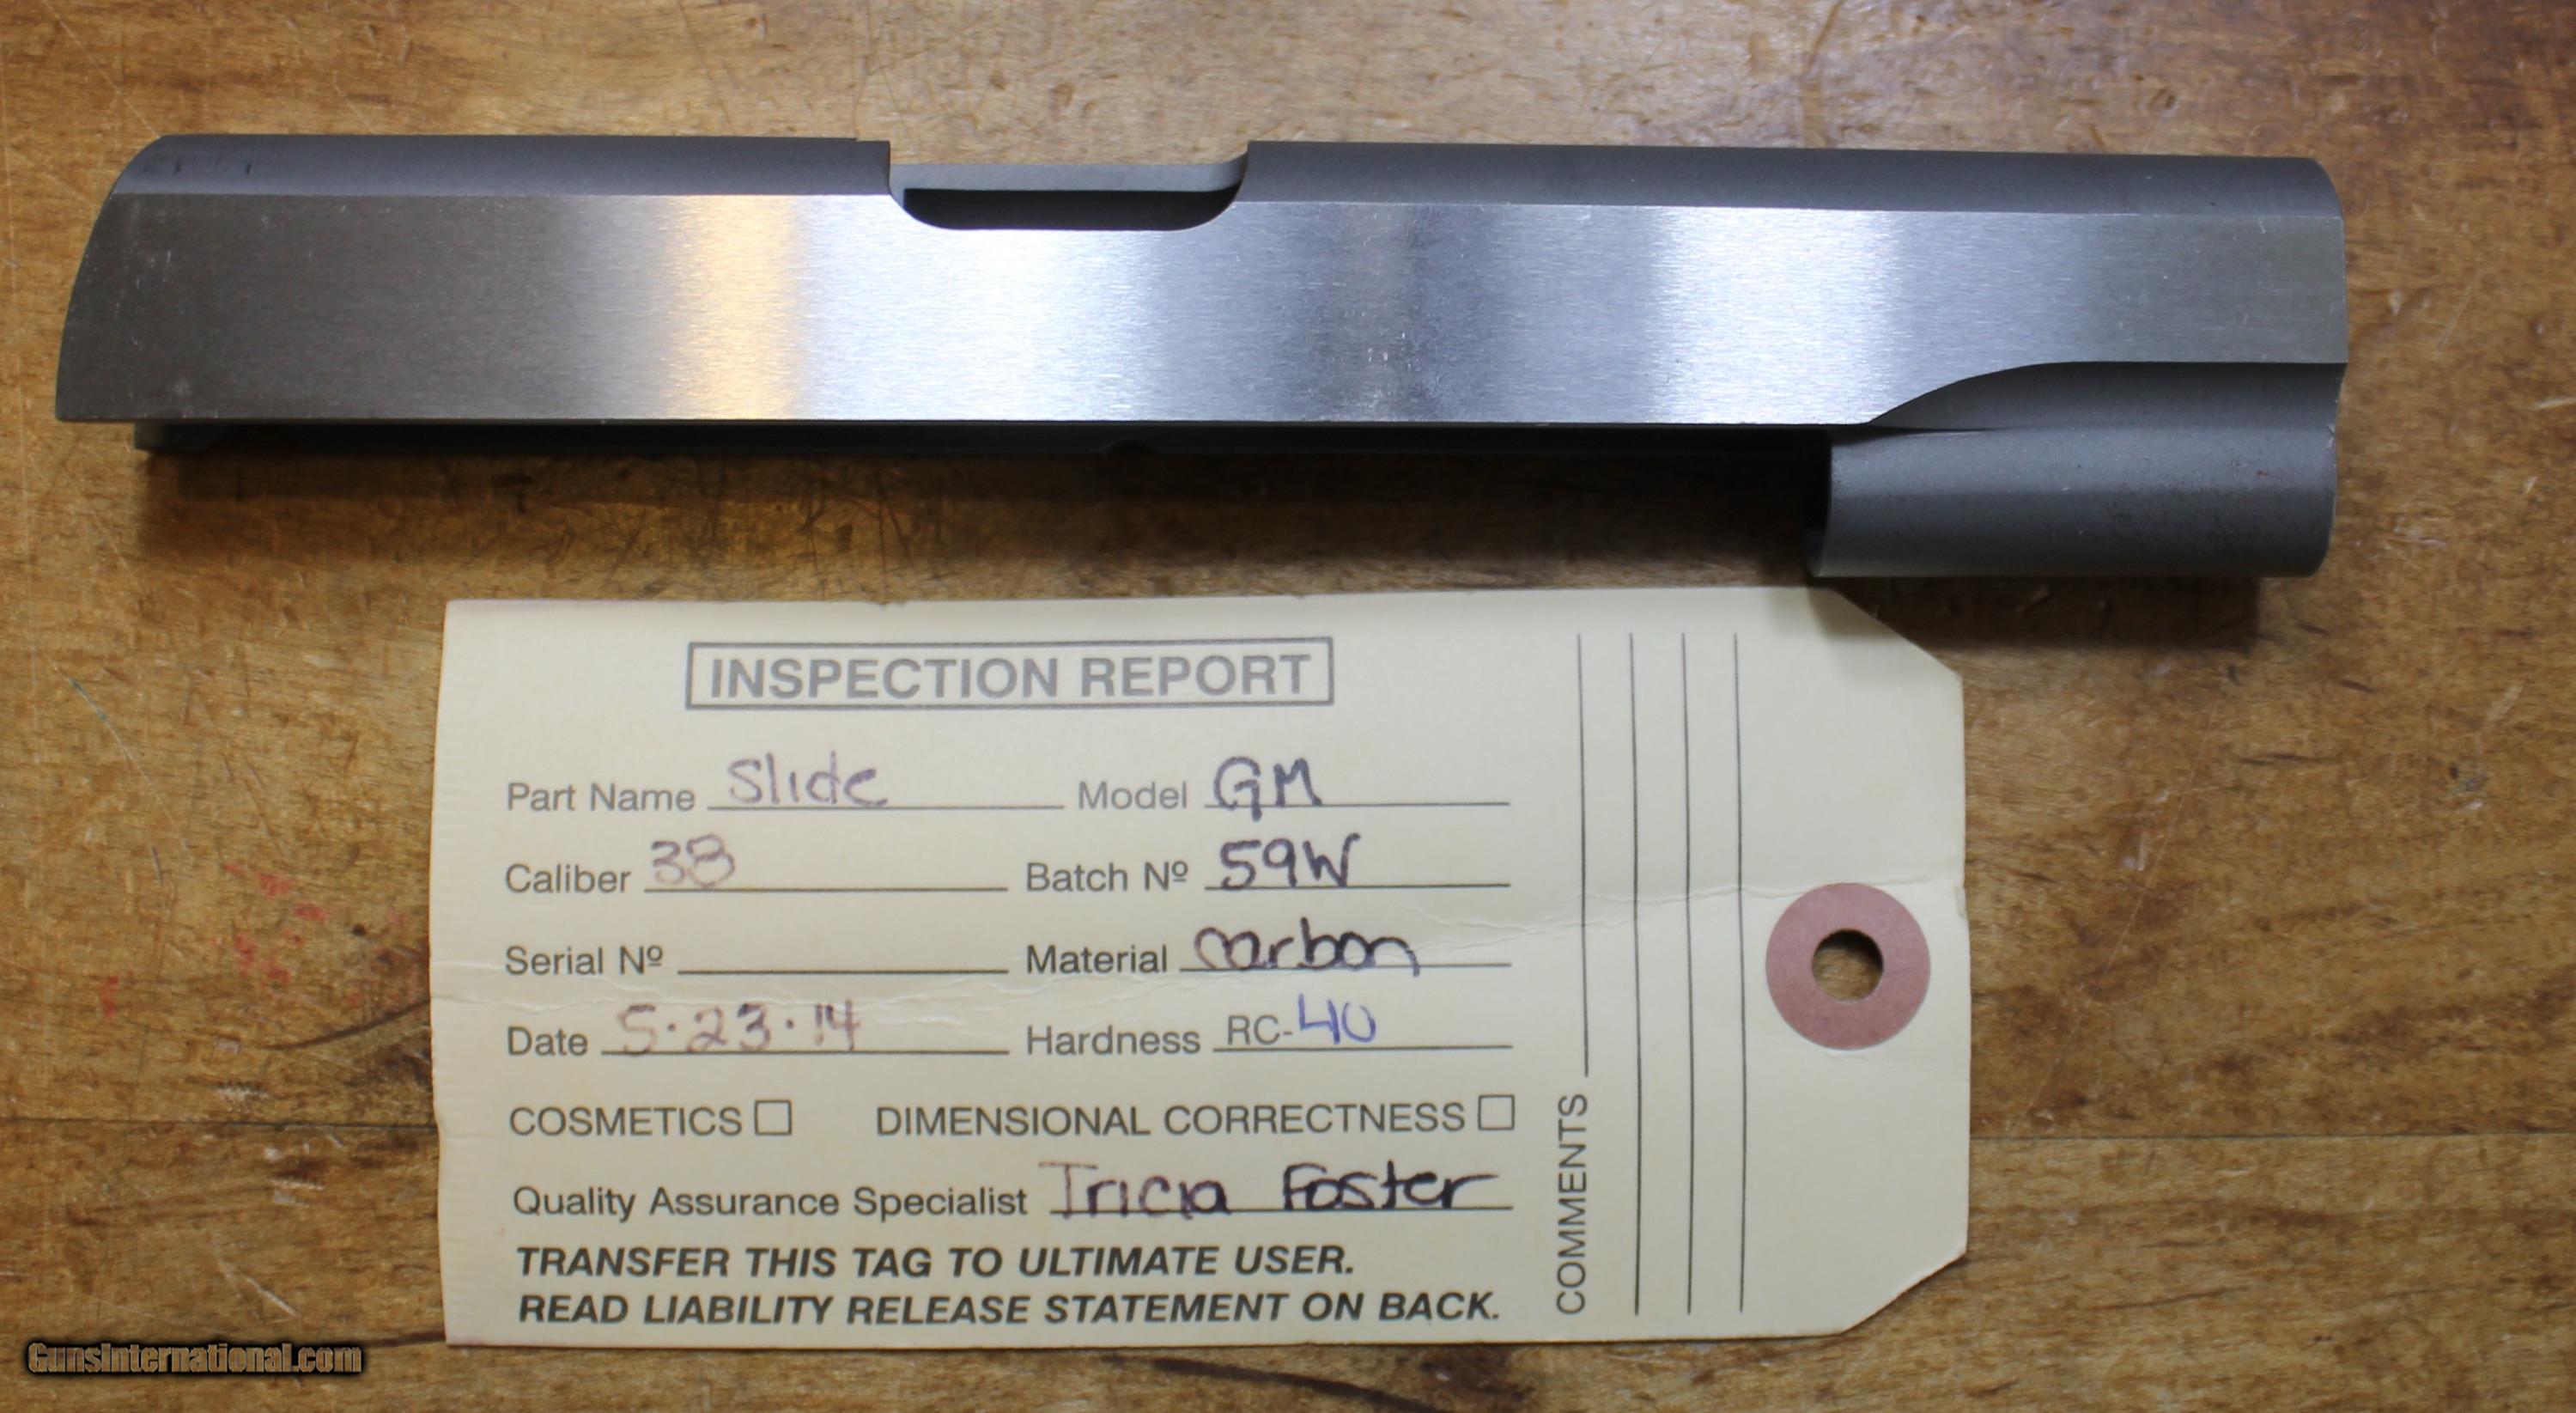 INSPECTION REPORT
Part Name Slide Model GM
Caliber 38 Batch Nº 59W
Serial Nº Material carbon
Date 5·23·14 Hardness RC-40
COSMETICS DIMENSIONAL CORRECTNESS
Quality Assurance Specialist Tricia Foster
TRANSFER THIS TAG TO ULTIMATE USER.
READ LIABILITY RELEASE STATEMENT ON BACK.
COMMENTS
GunsInternational.com